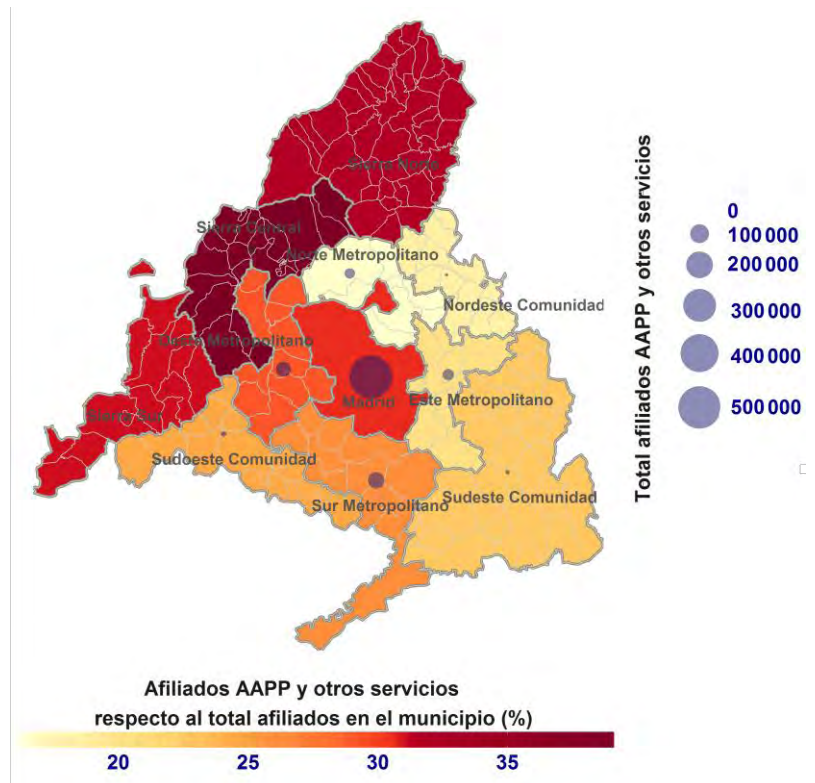 Sierra Norte
Sierra Central
Norte Metropolitano
Nordeste Comunidad
Oeste Metropolitano
Madrid
Este Metropolitano
Sierra Sur
Sudoeste Comunidad
Sur Metropolitano
Sudeste Comunidad
Total afiliados AAPP y otros servicios
0
100 000
200 000
300 000
400 000
500 000
Afiliados AAPP y otros servicios
respecto al total afiliados en el municipio (%)
20 25 30 35